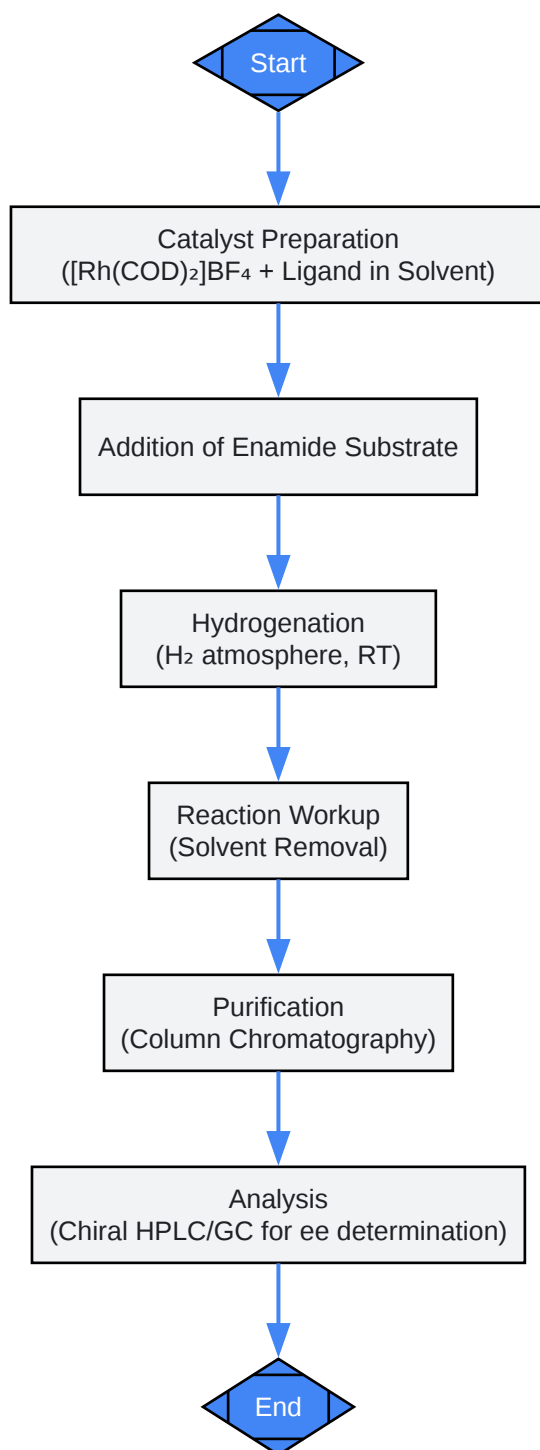 Start
Catalyst Preparation
([Rh(COD)₂]BF₄ + Ligand in Solvent)
Addition of Enamide Substrate
Hydrogenation
(H₂ atmosphere, RT)
Reaction Workup
(Solvent Removal)
Purification
(Column Chromatography)
Analysis
(Chiral HPLC/GC for ee determination)
End